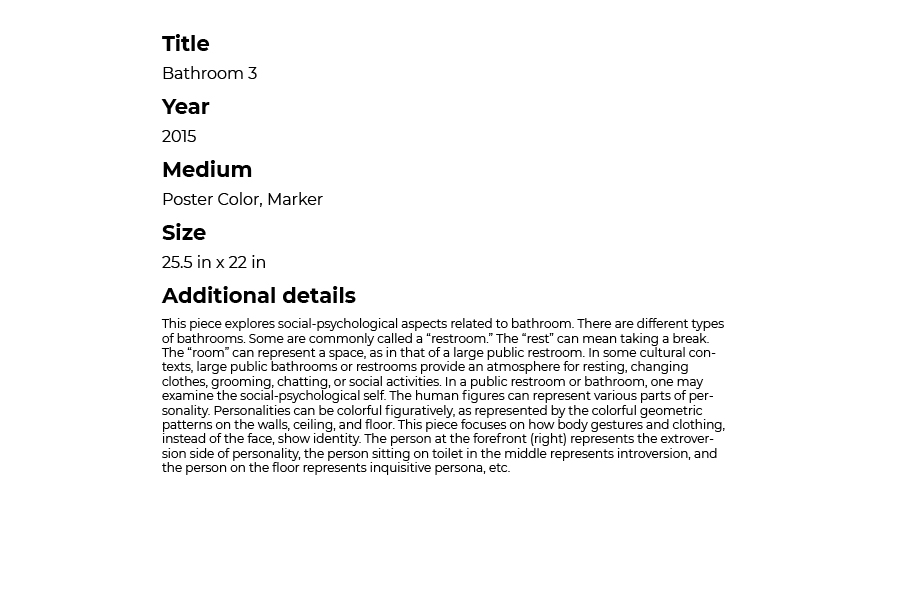 Title
Bathroom 3
Year
2015
Medium
Poster Color, Marker
Size
25.5 in x 22 in
Additional details
This piece explores social-psychological aspects related to bathroom. There are different types
of bathrooms. Some are commonly called a “restroom.” The “rest” can mean taking a break.
The “room” can represent a space, as in that of a large public restroom. In some cultural con-
texts, large public bathrooms or restrooms provide an atmosphere for resting, changing
clothes, grooming, chatting, or social activities. In a public restroom or bathroom, one may
examine the social-psychological self. The human figures can represent various parts of per-
sonality. Personalities can be colorful figuratively, as represented by the colorful geometric
patterns on the walls, ceiling, and floor. This piece focuses on how body gestures and clothing,
instead of the face, show identity. The person at the forefront (right) represents the extrover-
sion side of personality, the person sitting on toilet in the middle represents introversion, and
the person on the floor represents inquisitive persona, etc.